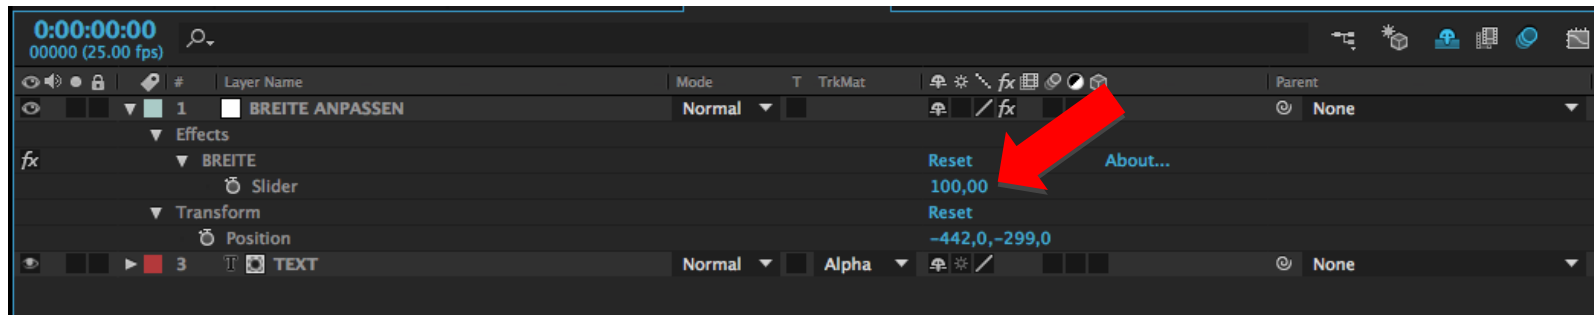 0:00:00:00
00000 (25.00 fps)
# Layer Name Mode T TrkMat fx Parent
1 BREITE ANPASSEN Normal fx None
Effects
fx BREITE Reset About...
Slider 100,00
Transform Reset
Position -442,0,-299,0
3 T TEXT Normal Alpha None